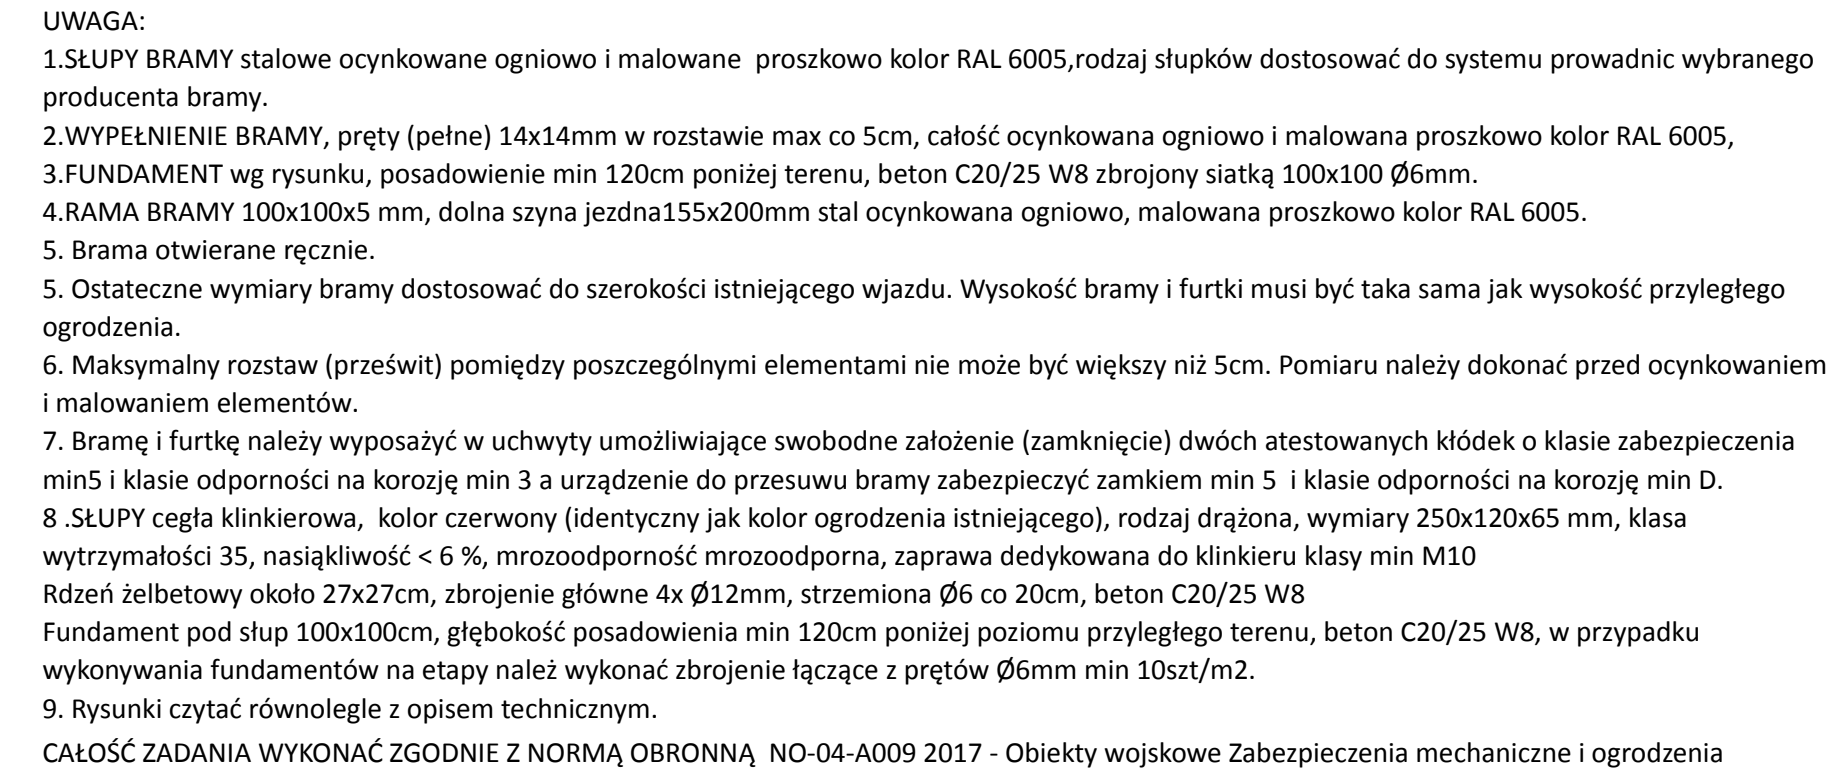 UWAGA:
1.SŁUPY BRAMY stalowe ocynkowane ogniowo i malowane  proszkowo kolor RAL 6005,rodzaj słupków dostosować do systemu prowadnic wybranego
producenta bramy.
2.WYPEŁNIENIE BRAMY, pręty (pełne) 14x14mm w rozstawie max co 5cm, całość ocynkowana ogniowo i malowana proszkowo kolor RAL 6005,
3.FUNDAMENT wg rysunku, posadowienie min 120cm poniżej terenu, beton C20/25 W8 zbrojony siatką 100x100 Ø6mm.
4.RAMA BRAMY 100x100x5 mm, dolna szyna jezdna155x200mm stal ocynkowana ogniowo, malowana proszkowo kolor RAL 6005.
5. Brama otwierane ręcznie.
5. Ostateczne wymiary bramy dostosować do szerokości istniejącego wjazdu. Wysokość bramy i furtki musi być taka sama jak wysokość przyległego
ogrodzenia.
6. Maksymalny rozstaw (prześwit) pomiędzy poszczególnymi elementami nie może być większy niż 5cm. Pomiaru należy dokonać przed ocynkowaniem
i malowaniem elementów.
7. Bramę i furtkę należy wyposażyć w uchwyty umożliwiające swobodne założenie (zamknięcie) dwóch atestowanych kłódek o klasie zabezpieczenia
min5 i klasie odporności na korozję min 3 a urządzenie do przesuwu bramy zabezpieczyć zamkiem min 5  i klasie odporności na korozję min D.
8 .SŁUPY cegła klinkierowa,  kolor czerwony (identyczny jak kolor ogrodzenia istniejącego), rodzaj drążona, wymiary 250x120x65 mm, klasa
wytrzymałości 35, nasiąkliwość < 6 %, mrozoodporność mrozoodporna, zaprawa dedykowana do klinkieru klasy min M10
Rdzeń żelbetowy około 27x27cm, zbrojenie główne 4x Ø12mm, strzemiona Ø6 co 20cm, beton C20/25 W8
Fundament pod słup 100x100cm, głębokość posadowienia min 120cm poniżej poziomu przyległego terenu, beton C20/25 W8, w przypadku
wykonywania fundamentów na etapy należ wykonać zbrojenie łączące z prętów Ø6mm min 10szt/m2.
9. Rysunki czytać równolegle z opisem technicznym.
CAŁOŚĆ ZADANIA WYKONAĆ ZGODNIE Z NORMĄ OBRONNĄ  NO-04-A009 2017 - Obiekty wojskowe Zabezpieczenia mechaniczne i ogrodzenia